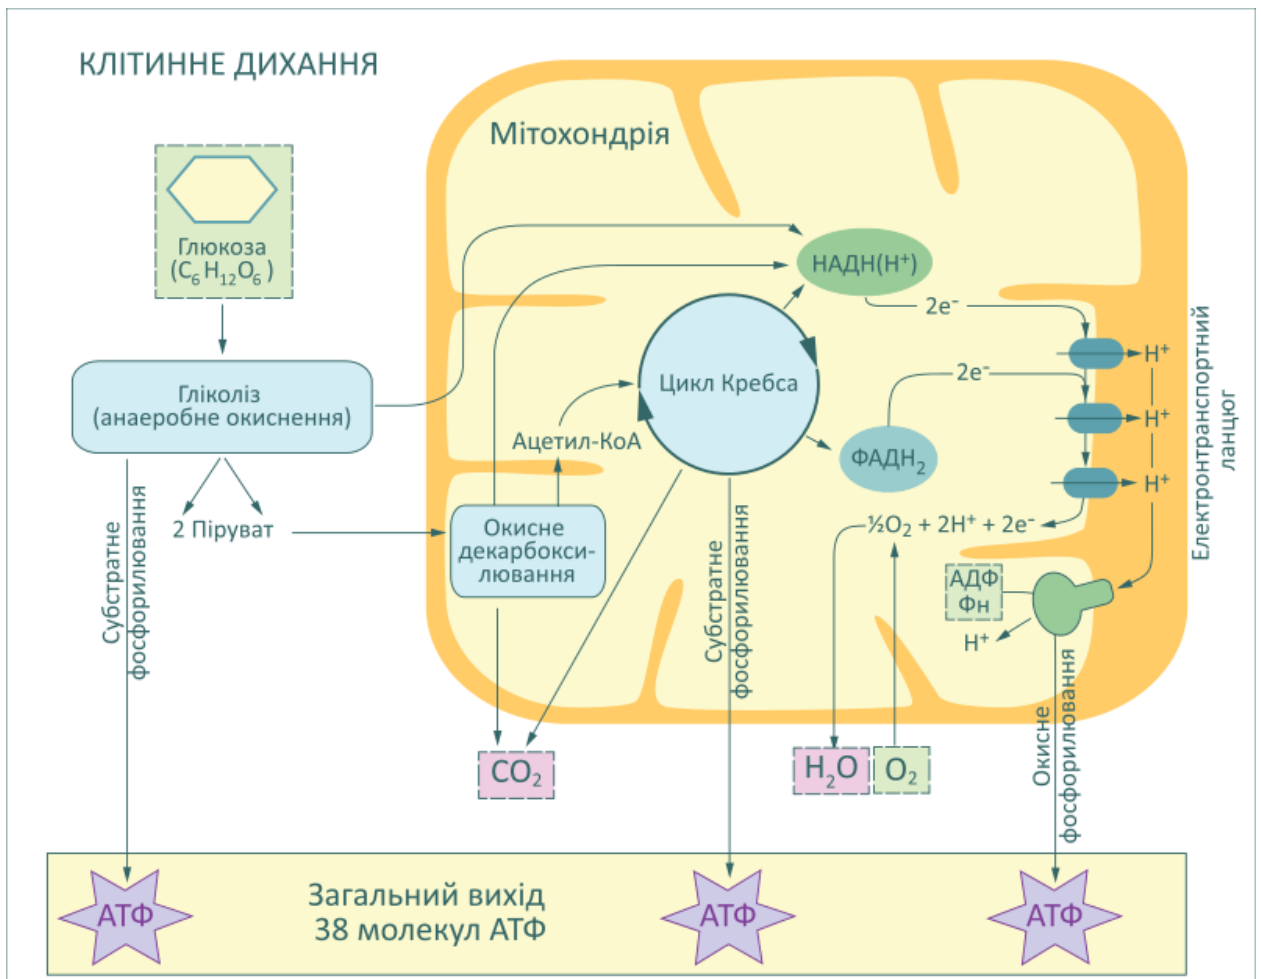 КЛІТИННЕ ДИХАННЯ
Мітохондрія
Глюкоза
(C₆H₁₂O₆)
НАДН(H⁺)
2e⁻
Гліколіз
(анаеробне окиснення)
Цикл Кребса
2e⁻
H⁺
H⁺
H⁺
Електронтранспортний
ланцюг
Ацетил-КоА
ФАДН₂
2 Піруват
Окисне
декарбокси-
лювання
½O₂ + 2H⁺ + 2e⁻
АДФ
Фн
H⁺
Субстратне
фосфорилювання
Субстратне
фосфорилювання
Окисне
фосфорилювання
CO₂
H₂O
O₂
АТФ
Загальний вихід
38 молекул АТФ
АТФ
АТФ